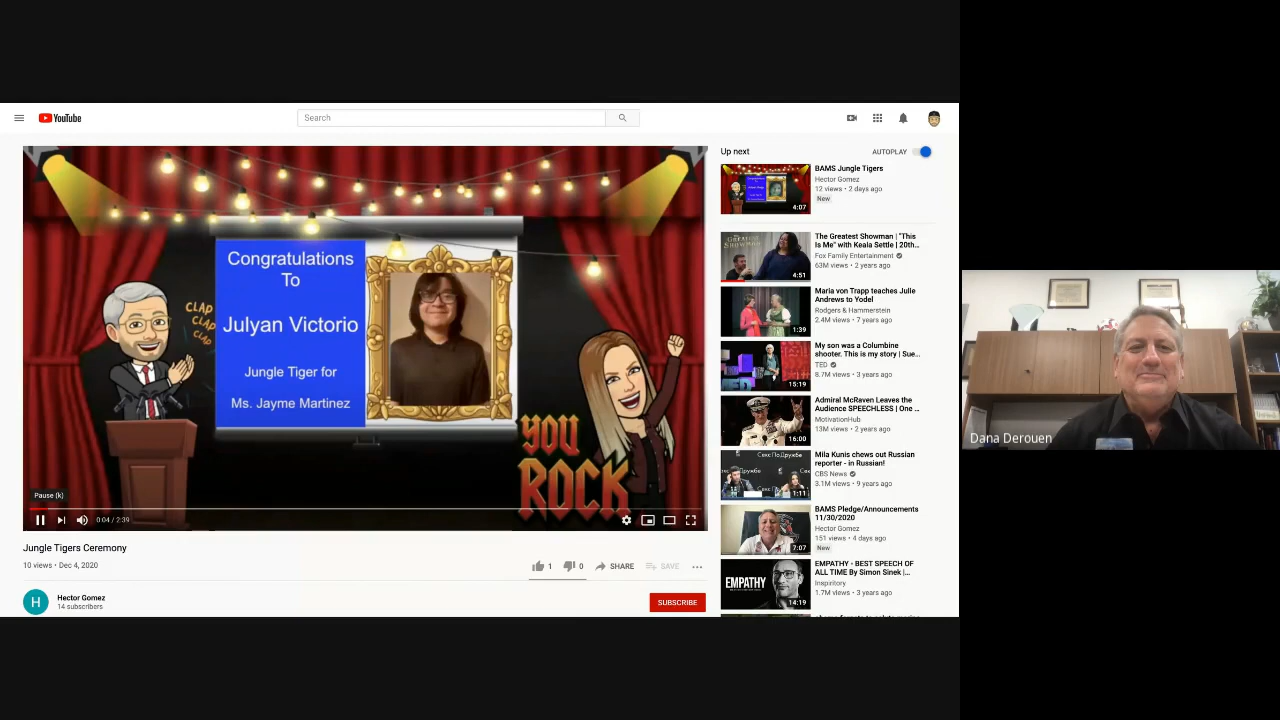 YouTube
Search
Congratulations
To
Julyan Victorio
Jungle Tiger for
Ms. Jayme Martinez
CLAP
CLAP
CLAP
YOU
ROCK
Pause (k)
0:04 / 2:39
Jungle Tigers Ceremony
10 views • Dec 4, 2020
1
0
SHARE
SAVE
H
Hector Gomez
14 subscribers
SUBSCRIBE
Up next
AUTOPLAY
4:07
BAMS Jungle Tigers
Hector Gomez
12 views • 2 days ago
New
4:51
The Greatest Showman | "This
Is Me" with Keala Settle | 20th...
Fox Family Entertainment
63M views • 2 years ago
1:39
Maria von Trapp teaches Julie
Andrews to Yodel
Rodgers & Hammerstein
2.4M views • 7 years ago
15:19
My son was a Columbine
shooter. This is my story | Sue...
TED
8.7M views • 3 years ago
16:00
Admiral McRaven Leaves the
Audience SPEECHLESS | One ...
MotivationHub
13M views • 2 years ago
1:11
Mila Kunis chews out Russian
reporter - in Russian!
CBS News
3.1M views • 9 years ago
7:07
BAMS Pledge/Announcements
11/30/2020
Hector Gomez
151 views • 4 days ago
New
EMPATHY
14:19
EMPATHY - BEST SPEECH OF
ALL TIME By Simon Sinek |...
Inspiritory
1.7M views • 3 years ago
Dana Derouen